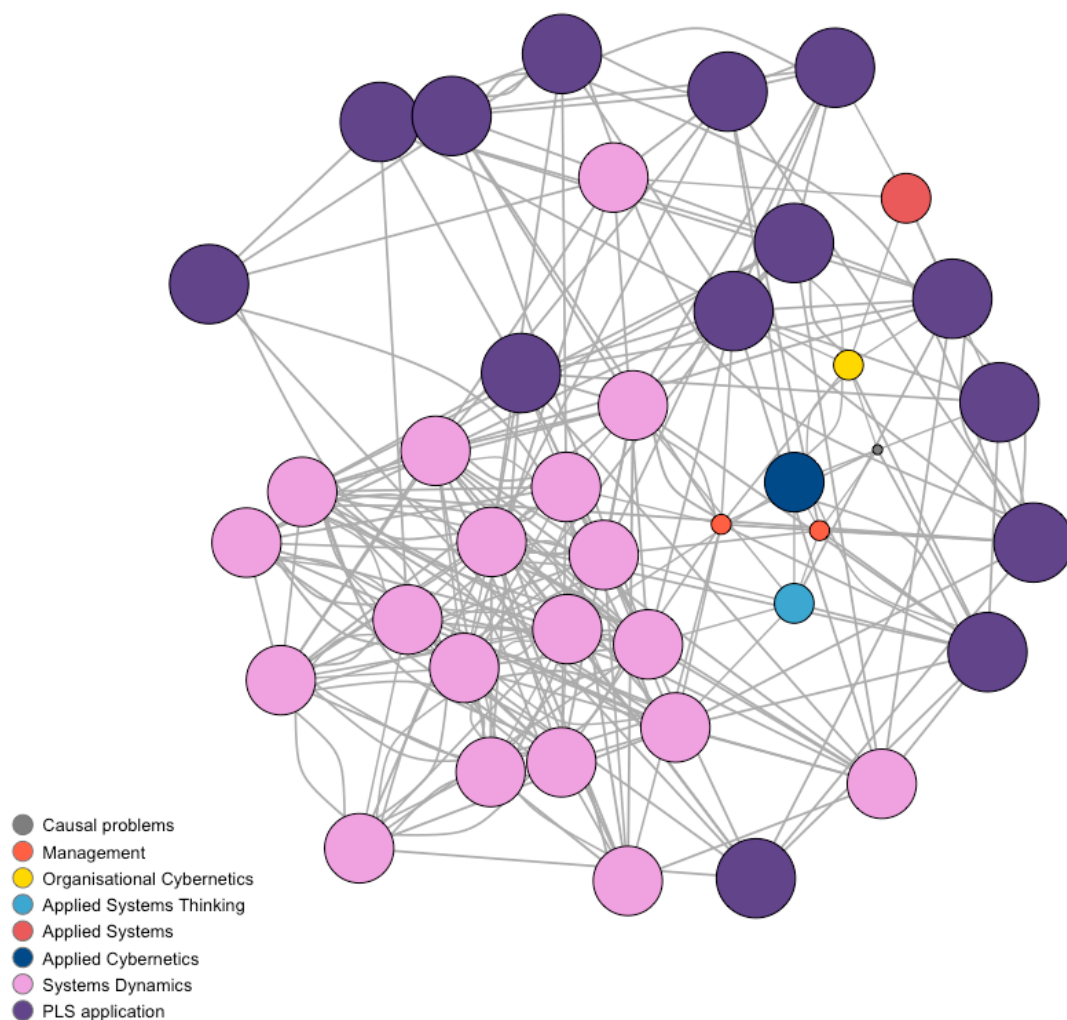 Causal problems
Management
Organisational Cybernetics
Applied Systems Thinking
Applied Systems
Applied Cybernetics
Systems Dynamics
PLS application